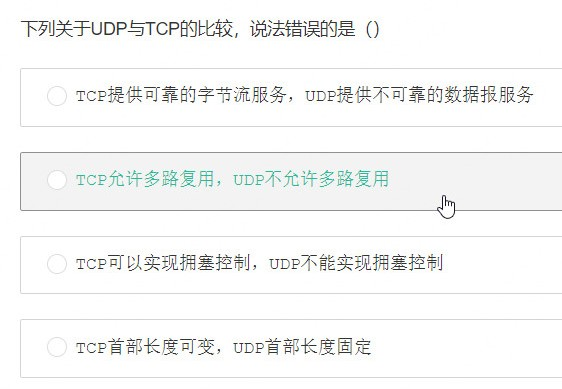 下列关于UDP与TCP的比较，说法错误的是（）
TCP提供可靠的字节流服务，UDP提供不可靠的数据报服务
TCP允许多路复用，UDP不允许多路复用
TCP可以实现拥塞控制，UDP不能实现拥塞控制
TCP首部长度可变，UDP首部长度固定